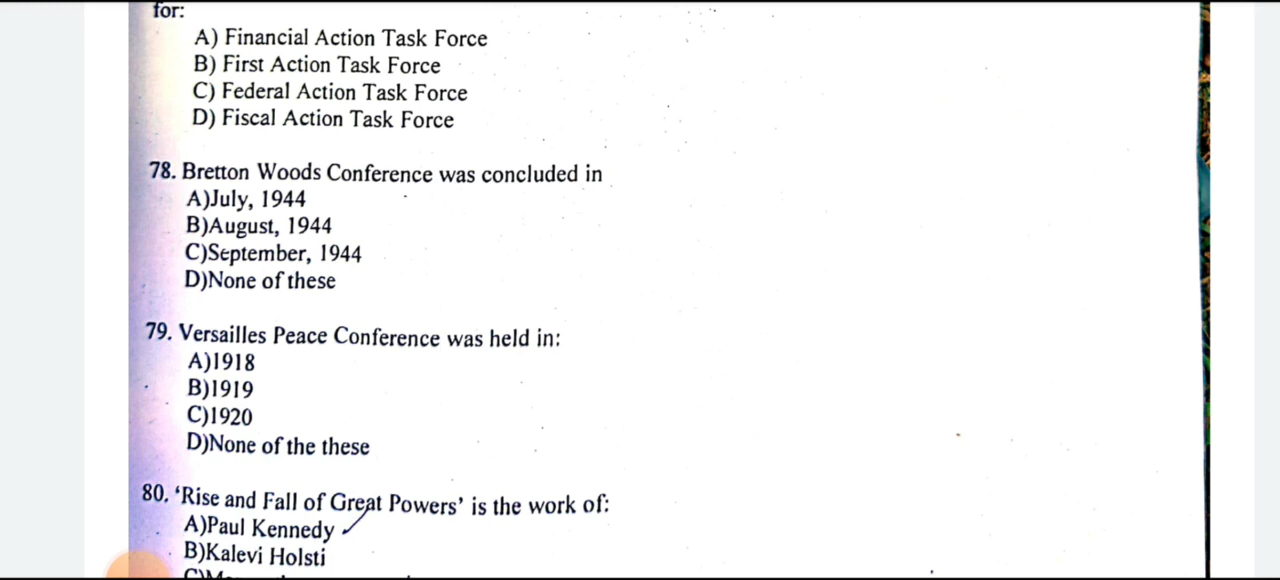 for:
A) Financial Action Task Force
B) First Action Task Force
C) Federal Action Task Force
D) Fiscal Action Task Force
78. Bretton Woods Conference was concluded in
A)July, 1944
B)August, 1944
C)September, 1944
D)None of these
79. Versailles Peace Conference was held in:
A)1918
B)1919
C)1920
D)None of the these
80. ‘Rise and Fall of Great Powers’ is the work of:
A)Paul Kennedy
B)Kalevi Holsti